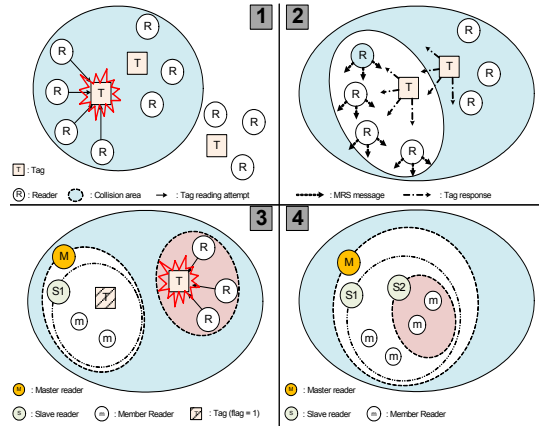 1
R
R
T
R
R
R
T
R
R
R
R
R
T
R
T : Tag
R : Reader : Collision area : Tag reading attempt
2
R
R
T
R
T
R
R
R
R
: MRS message : Tag response
3
R
M
T
R
S1
T
m
R
m
m
M : Master reader
S : Slave reader m : Member Reader T : Tag (flag = 1)
4
M
S1
S2
m
m
m
m
M : Master reader
S : Slave reader m : Member Reader